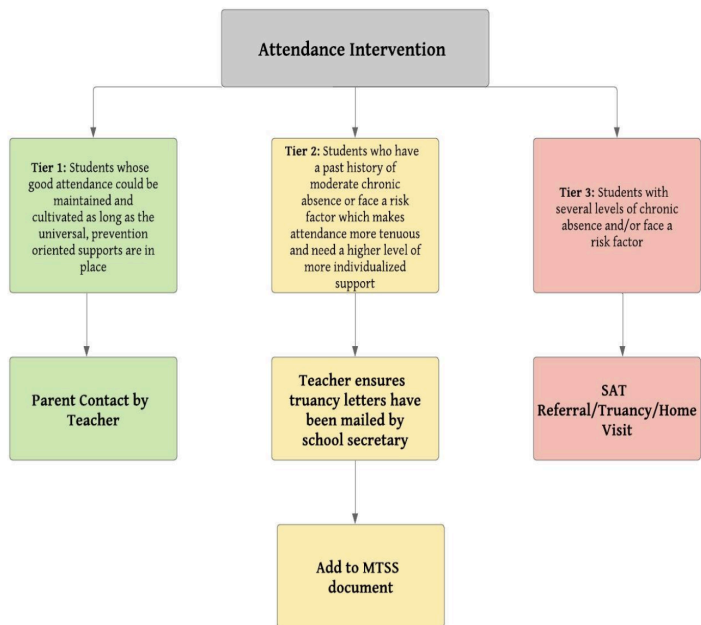 Attendance Intervention
Tier 1: Students whose
good attendance could be
maintained and
cultivated as long as the
universal, prevention
oriented supports are in
place
Tier 2: Students who have
a past history of
moderate chronic
absence or face a risk
factor which makes
attendance more tenuous
and need a higher level of
more individualized
support
Tier 3: Students with
several levels of chronic
absence and/or face a
risk factor
Parent Contact by
Teacher
Teacher ensures
truancy letters have
been mailed by
school secretary
SAT
Referral/Truancy/Home
Visit
Add to MTSS
document